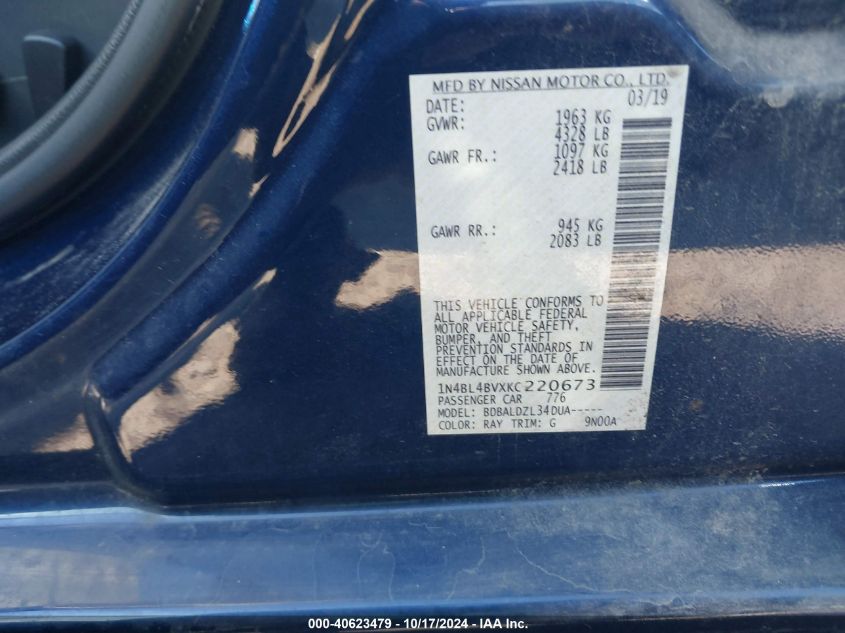 MFD BY NISSAN MOTOR CO., LTD.
DATE: 03/19
GVWR: 1963 KG
4328 LB
GAWR FR.: 1097 KG
2418 LB
GAWR RR.: 945 KG
2083 LB
THIS VEHICLE CONFORMS TO
ALL APPLICABLE FEDERAL
MOTOR VEHICLE SAFETY,
BUMPER, AND THEFT
PREVENTION STANDARDS IN
EFFECT ON THE DATE OF
MANUFACTURE SHOWN ABOVE.
1N4BL4BVXKC220673
PASSENGER CAR 776
MODEL: BDBALDZL34DUA-----
COLOR: RAY TRIM: G 9N00A
000-40623479 - 10/17/2024 - IAA Inc.